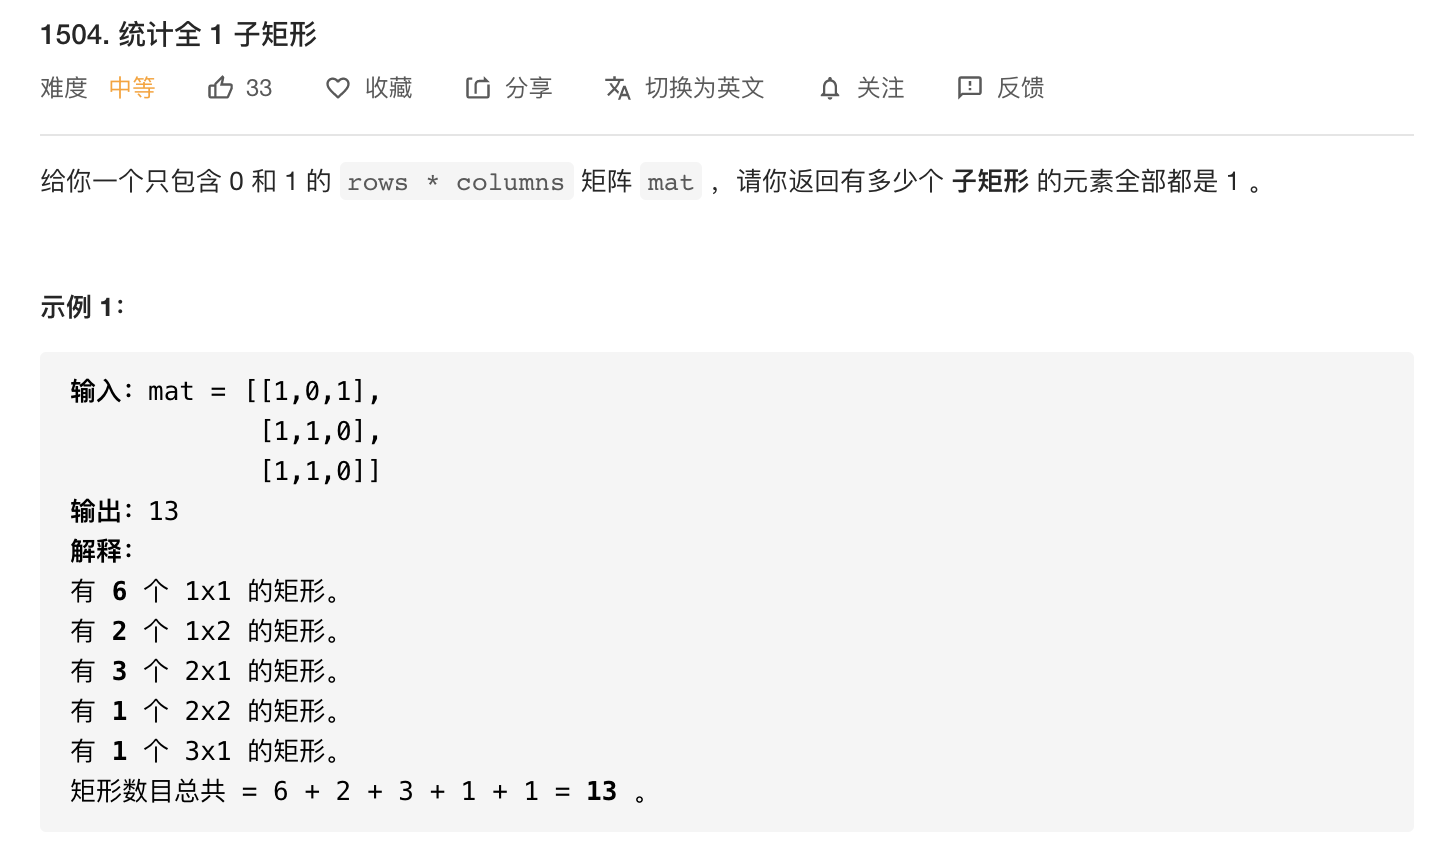 1504. 统计全 1 子矩形
难度 中等 33 收藏 分享 切换为英文 关注 反馈
给你一个只包含 0 和 1 的 rows * columns 矩阵 mat ，请你返回有多少个 子矩形 的元素全部都是 1 。
示例 1：
输入：mat = [[1,0,1],
[1,1,0],
[1,1,0]]
输出：13
解释：
有 6 个 1x1 的矩形。
有 2 个 1x2 的矩形。
有 3 个 2x1 的矩形。
有 1 个 2x2 的矩形。
有 1 个 3x1 的矩形。
矩形数目总共 = 6 + 2 + 3 + 1 + 1 = 13 。